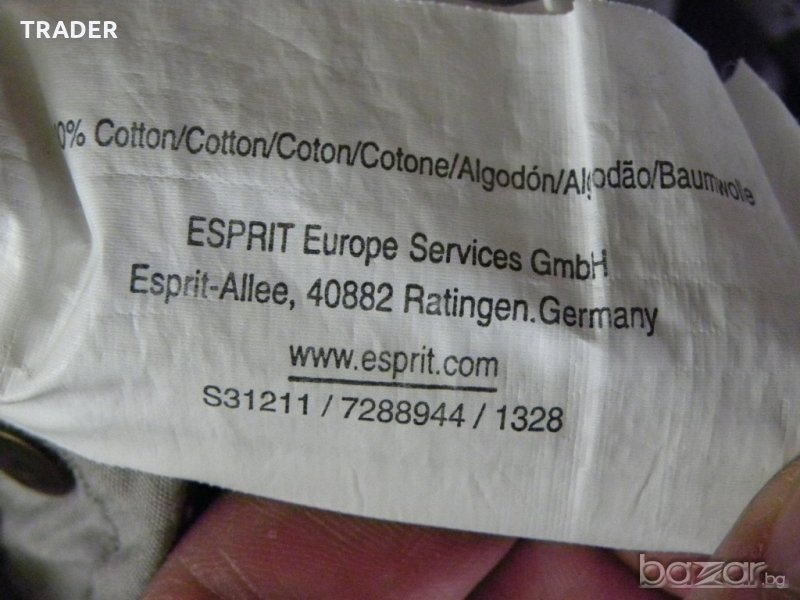 TRADER
0% Cotton/Cotton/Coton/Cotone/Algodón/Algodão/Baumwolle
ESPRIT Europe Services GmbH
Esprit-Allee, 40882 Ratingen.Germany
www.esprit.com
S31211 / 7288944 / 1328
bazar.bg